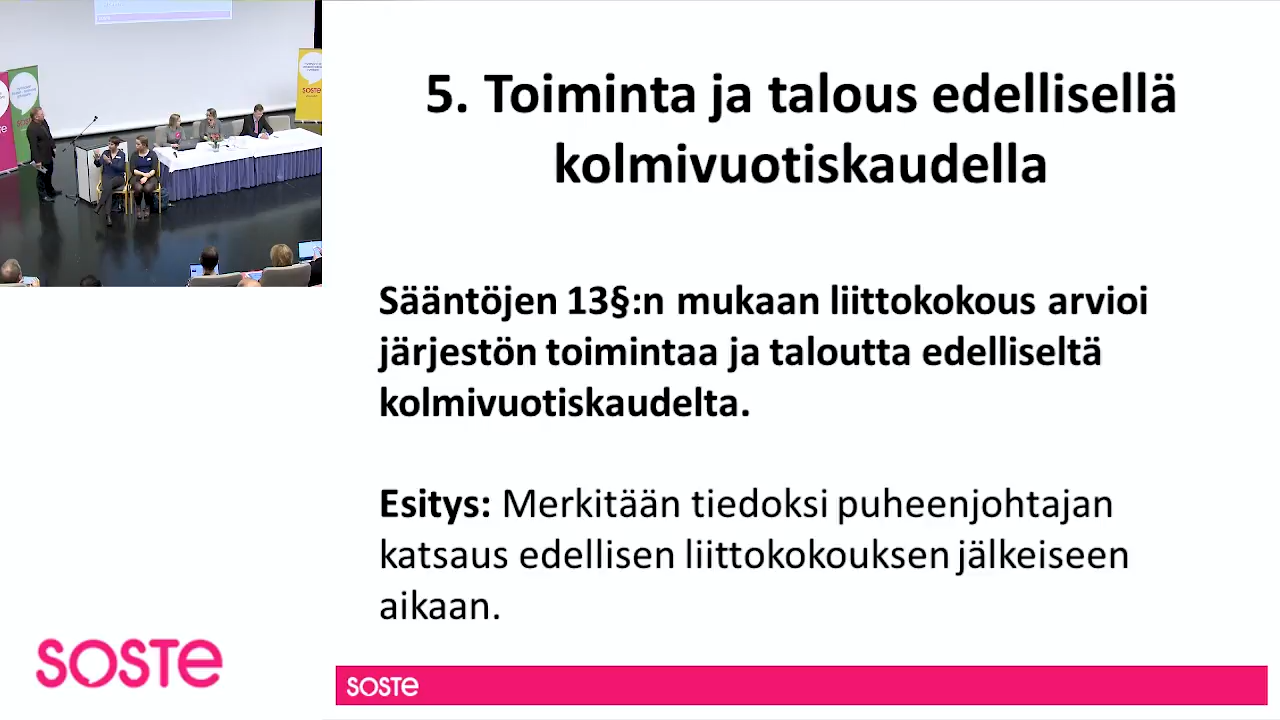 5. Toiminta ja talous edellisellä
kolmivuotiskaudella
Sääntöjen 13§:n mukaan liittokokous arvioi
järjestön toimintaa ja taloutta edelliseltä
kolmivuotiskaudelta.
Esitys: Merkitään tiedoksi puheenjohtajan
katsaus edellisen liittokokouksen jälkeiseen
aikaan.
soste
soste
soste